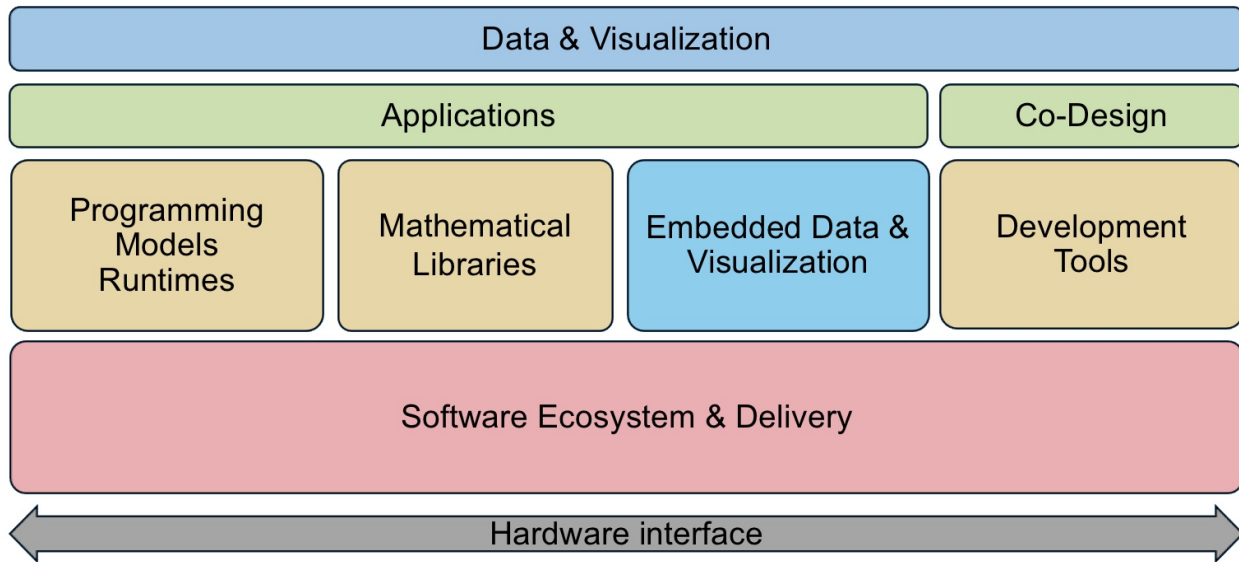 Data & Visualization
Applications
Co-Design
Programming
Models
Runtimes
Mathematical
Libraries
Embedded Data &
Visualization
Development
Tools
Software Ecosystem & Delivery
Hardware interface